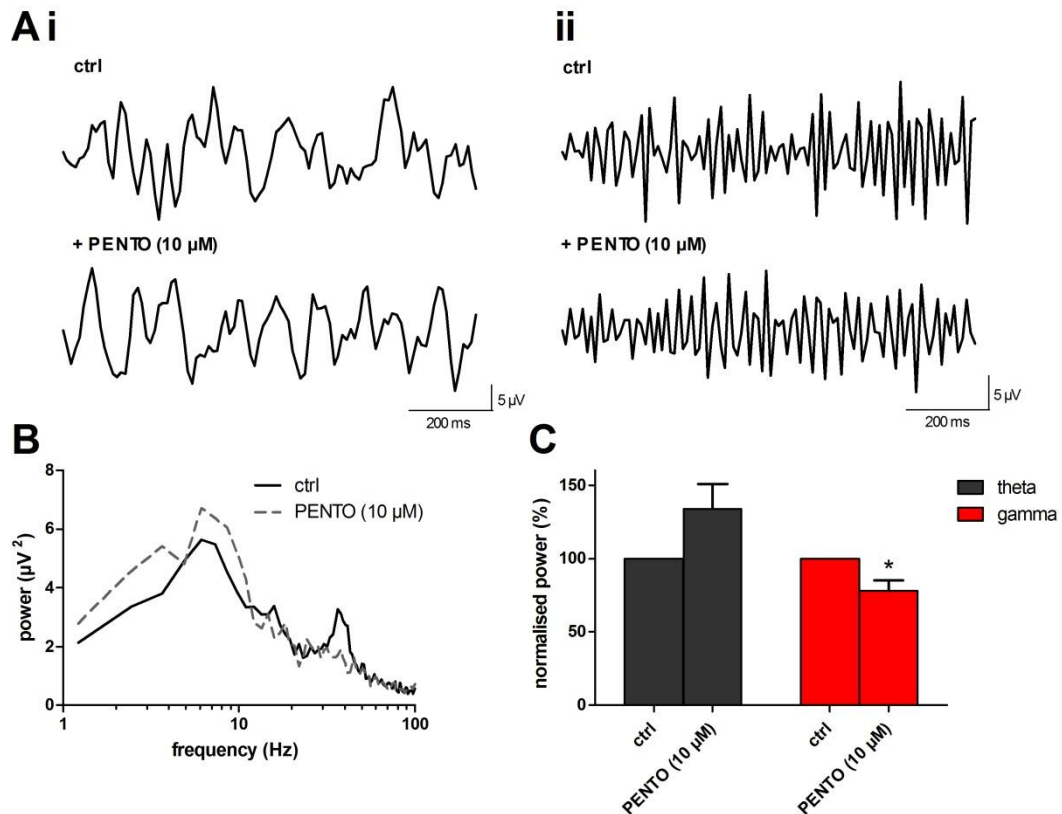 A i
ii
ctrl
ctrl
+ PENTO (10 µM)
+ PENTO (10 µM)
5 µV
200 ms
5 µV
200 ms
B
8
6
4
2
0
power (µV²)
1
10
100
frequency (Hz)
ctrl
PENTO (10 µM)
C
150
100
50
0
normalised power (%)
*
ctrl
PENTO (10 µM)
ctrl
PENTO (10 µM)
theta
gamma